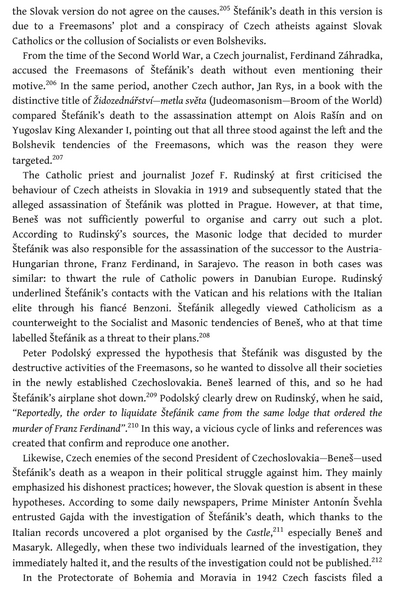 the Slovak version do not agree on the causes.205 Štefánik's death in this version is
due to a Freemasons' plot and a conspiracy of Czech atheists against Slovak
Catholics or the collusion of Socialists or even Bolsheviks.
From the time of the Second World War, a Czech journalist, Ferdinand Záhradka,
accused the Freemasons of Štefánik's death without even mentioning their
motive.206 In the same period, another Czech author, Jan Rys, in a book with the
distinctive title of Židozednářství—metla světa (Judeomasonism—Broom of the World)
compared Štefánik's death to the assassination attempt on Alois Rašín and on
Yugoslav King Alexander I, pointing out that all three stood against the left and the
Bolshevik tendencies of the Freemasons, which was the reason they were
targeted.207
The Catholic priest and journalist Jozef F. Rudinský at first criticised the
behaviour of Czech atheists in Slovakia in 1919 and subsequently stated that the
alleged assassination of Štefánik was plotted in Prague. However, at that time,
Beneš was not sufficiently powerful to organise and carry out such a plot.
According to Rudinský's sources, the Masonic lodge that decided to murder
Štefánik was also responsible for the assassination of the successor to the Austria-
Hungarian throne, Franz Ferdinand, in Sarajevo. The reason in both cases was
similar: to thwart the rule of Catholic powers in Danubian Europe. Rudinský
underlined Štefánik's contacts with the Vatican and his relations with the Italian
elite through his fiancé Benzoni. Štefánik allegedly viewed Catholicism as a
counterweight to the Socialist and Masonic tendencies of Beneš, who at that time
labelled Štefánik as a threat to their plans.208
Peter Podolský expressed the hypothesis that Štefánik was disgusted by the
destructive activities of the Freemasons, so he wanted to dissolve all their societies
in the newly established Czechoslovakia. Beneš learned of this, and so he had
Štefánik's airplane shot down.209 Podolský clearly drew on Rudinský, when he said,
"Reportedly, the order to liquidate Štefánik came from the same lodge that ordered the
murder of Franz Ferdinand".210 In this way, a vicious cycle of links and references was
created that confirm and reproduce one another.
Likewise, Czech enemies of the second President of Czechoslovakia—Beneš—used
Štefánik's death as a weapon in their political struggle against him. They mainly
emphasized his dishonest practices; however, the Slovak question is absent in these
hypotheses. According to some daily newspapers, Prime Minister Antonín Švehla
entrusted Gajda with the investigation of Štefánik's death, which thanks to the
Italian records uncovered a plot organised by the Castle,211 especially Beneš and
Masaryk. Allegedly, when these two individuals learned of the investigation, they
immediately halted it, and the results of the investigation could not be published.212
In the Protectorate of Bohemia and Moravia in 1942 Czech fascists filed a